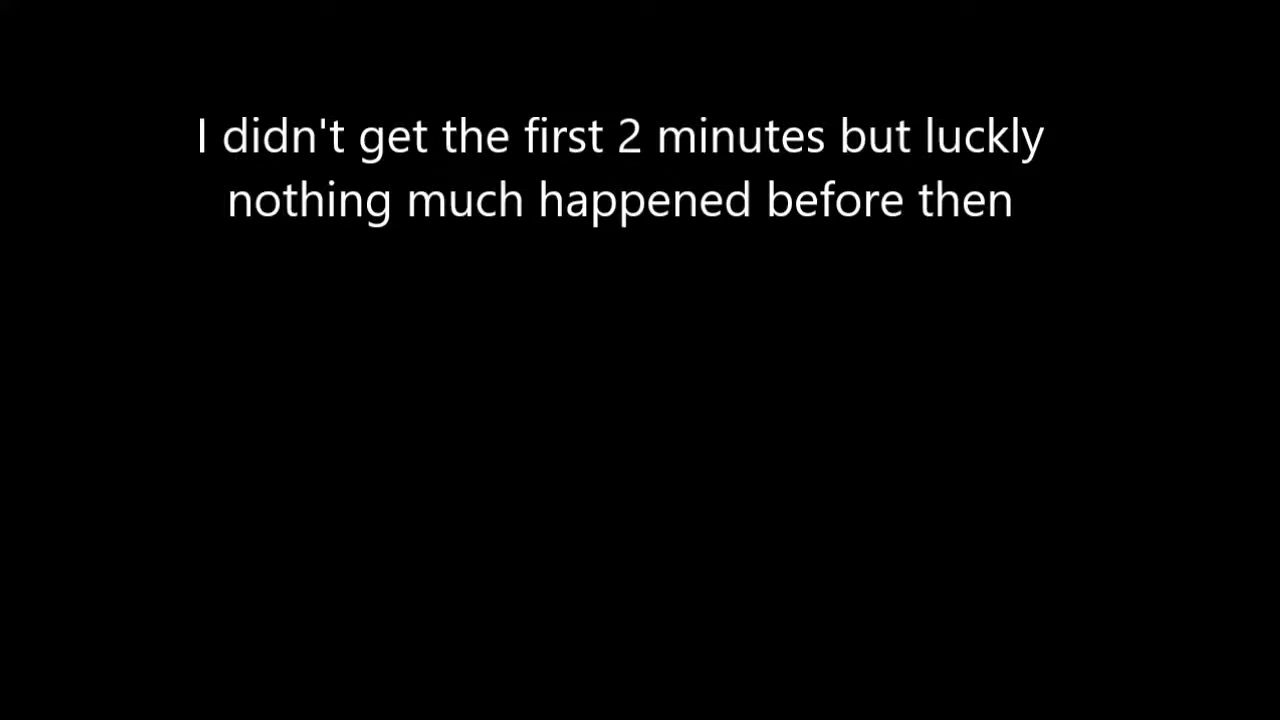 I didn't get the first 2 minutes but luckly
nothing much happened before then